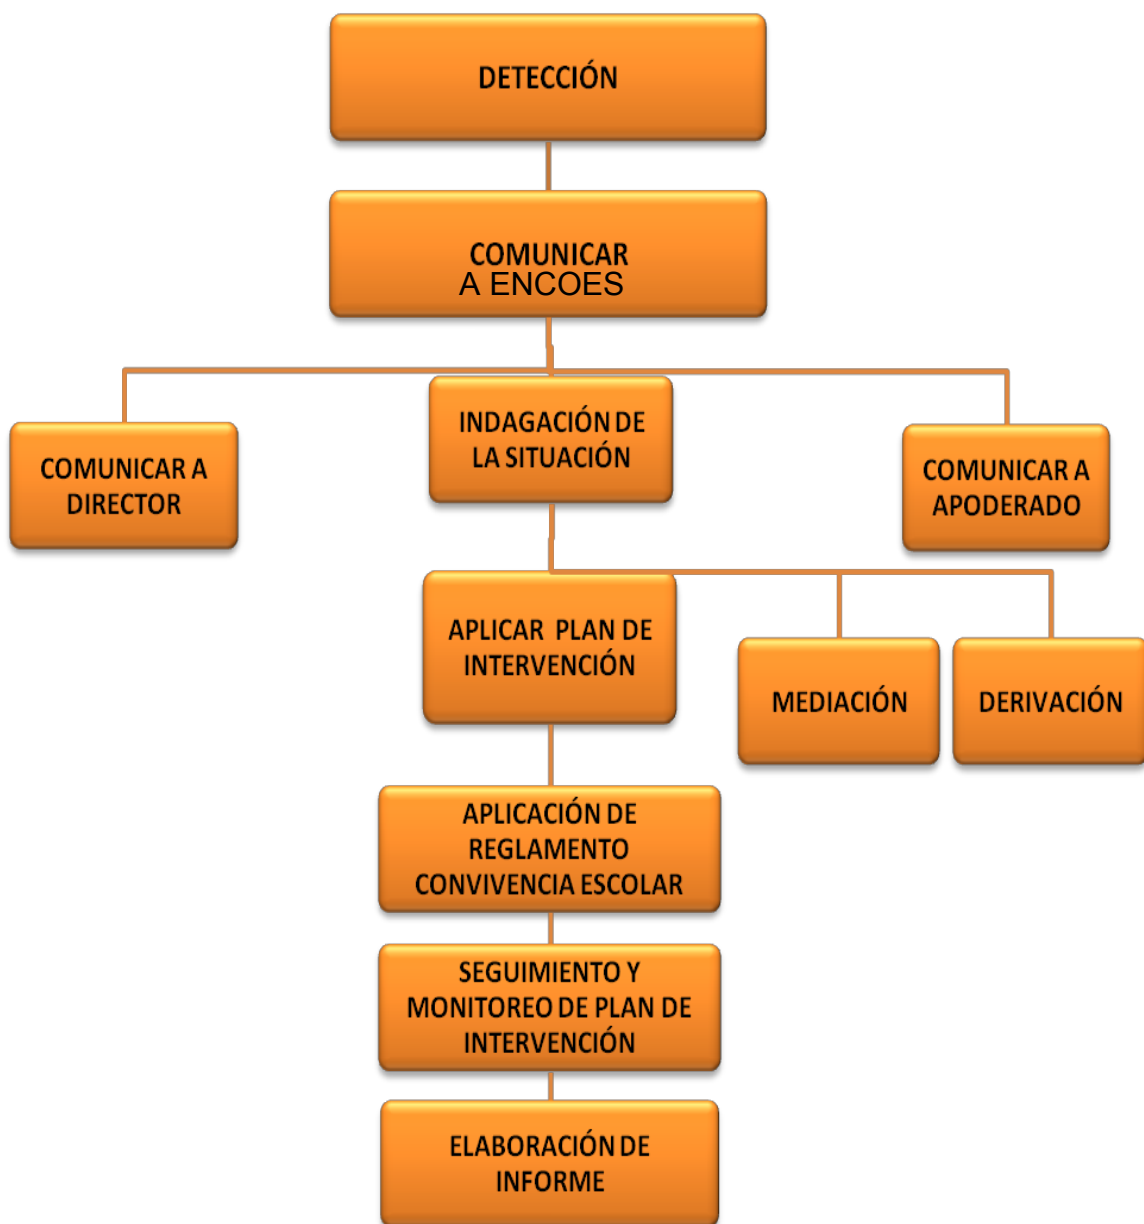 DETECCIÓN
COMUNICAR
A ENCOES
INDAGACIÓN DE
LA SITUACIÓN
COMUNICAR A
DIRECTOR
COMUNICAR A
APODERADO
APLICAR PLAN DE
INTERVENCIÓN
MEDIACIÓN
DERIVACIÓN
APLICACIÓN DE
REGLAMENTO
CONVIVENCIA ESCOLAR
SEGUIMIENTO Y
MONITOREO DE PLAN DE
INTERVENCIÓN
ELABORACIÓN DE
INFORME